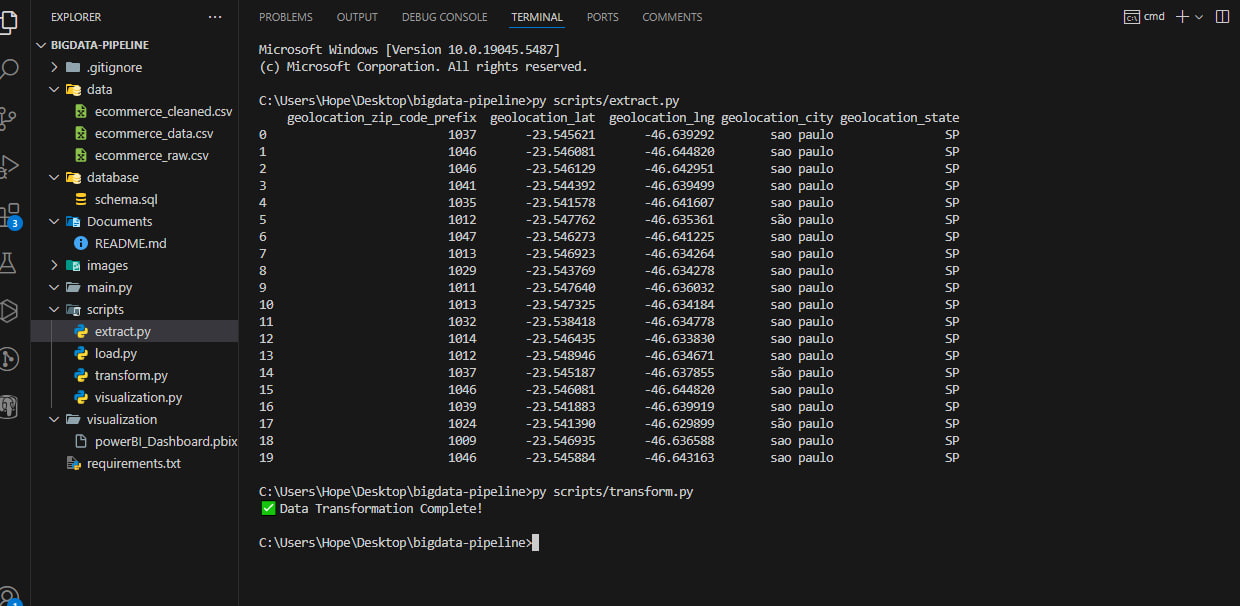 EXPLORER
BIGDATA-PIPELINE
.gitignore
data
ecommerce_cleaned.csv
ecommerce_data.csv
ecommerce_raw.csv
database
schema.sql
Documents
README.md
images
main.py
scripts
extract.py
load.py
transform.py
visualization.py
visualization
powerBI_Dashboard.pbix
requirements.txt
3
1
PROBLEMS OUTPUT DEBUG CONSOLE TERMINAL PORTS COMMENTS
cmd
Microsoft Windows [Version 10.0.19045.5487]
(c) Microsoft Corporation. All rights reserved.
C:\Users\Hope\Desktop\bigdata-pipeline>py scripts/extract.py
geolocation_zip_code_prefix geolocation_lat geolocation_lng geolocation_city geolocation_state
0 1037 -23.545621 -46.639292 sao paulo SP
1 1046 -23.546081 -46.644820 sao paulo SP
2 1046 -23.546129 -46.642951 sao paulo SP
3 1041 -23.544392 -46.639499 sao paulo SP
4 1035 -23.541578 -46.641607 sao paulo SP
5 1012 -23.547762 -46.635361 são paulo SP
6 1047 -23.546273 -46.641225 sao paulo SP
7 1013 -23.546923 -46.634264 sao paulo SP
8 1029 -23.543769 -46.634278 sao paulo SP
9 1011 -23.547640 -46.636032 sao paulo SP
10 1013 -23.547325 -46.634184 sao paulo SP
11 1032 -23.538418 -46.634778 sao paulo SP
12 1014 -23.546435 -46.633830 sao paulo SP
13 1012 -23.548946 -46.634671 sao paulo SP
14 1037 -23.545187 -46.637855 são paulo SP
15 1046 -23.546081 -46.644820 sao paulo SP
16 1039 -23.541883 -46.639919 sao paulo SP
17 1024 -23.541390 -46.629899 são paulo SP
18 1009 -23.546935 -46.636588 sao paulo SP
19 1046 -23.545884 -46.643163 sao paulo SP
C:\Users\Hope\Desktop\bigdata-pipeline>py scripts/transform.py
✅ Data Transformation Complete!
C:\Users\Hope\Desktop\bigdata-pipeline>